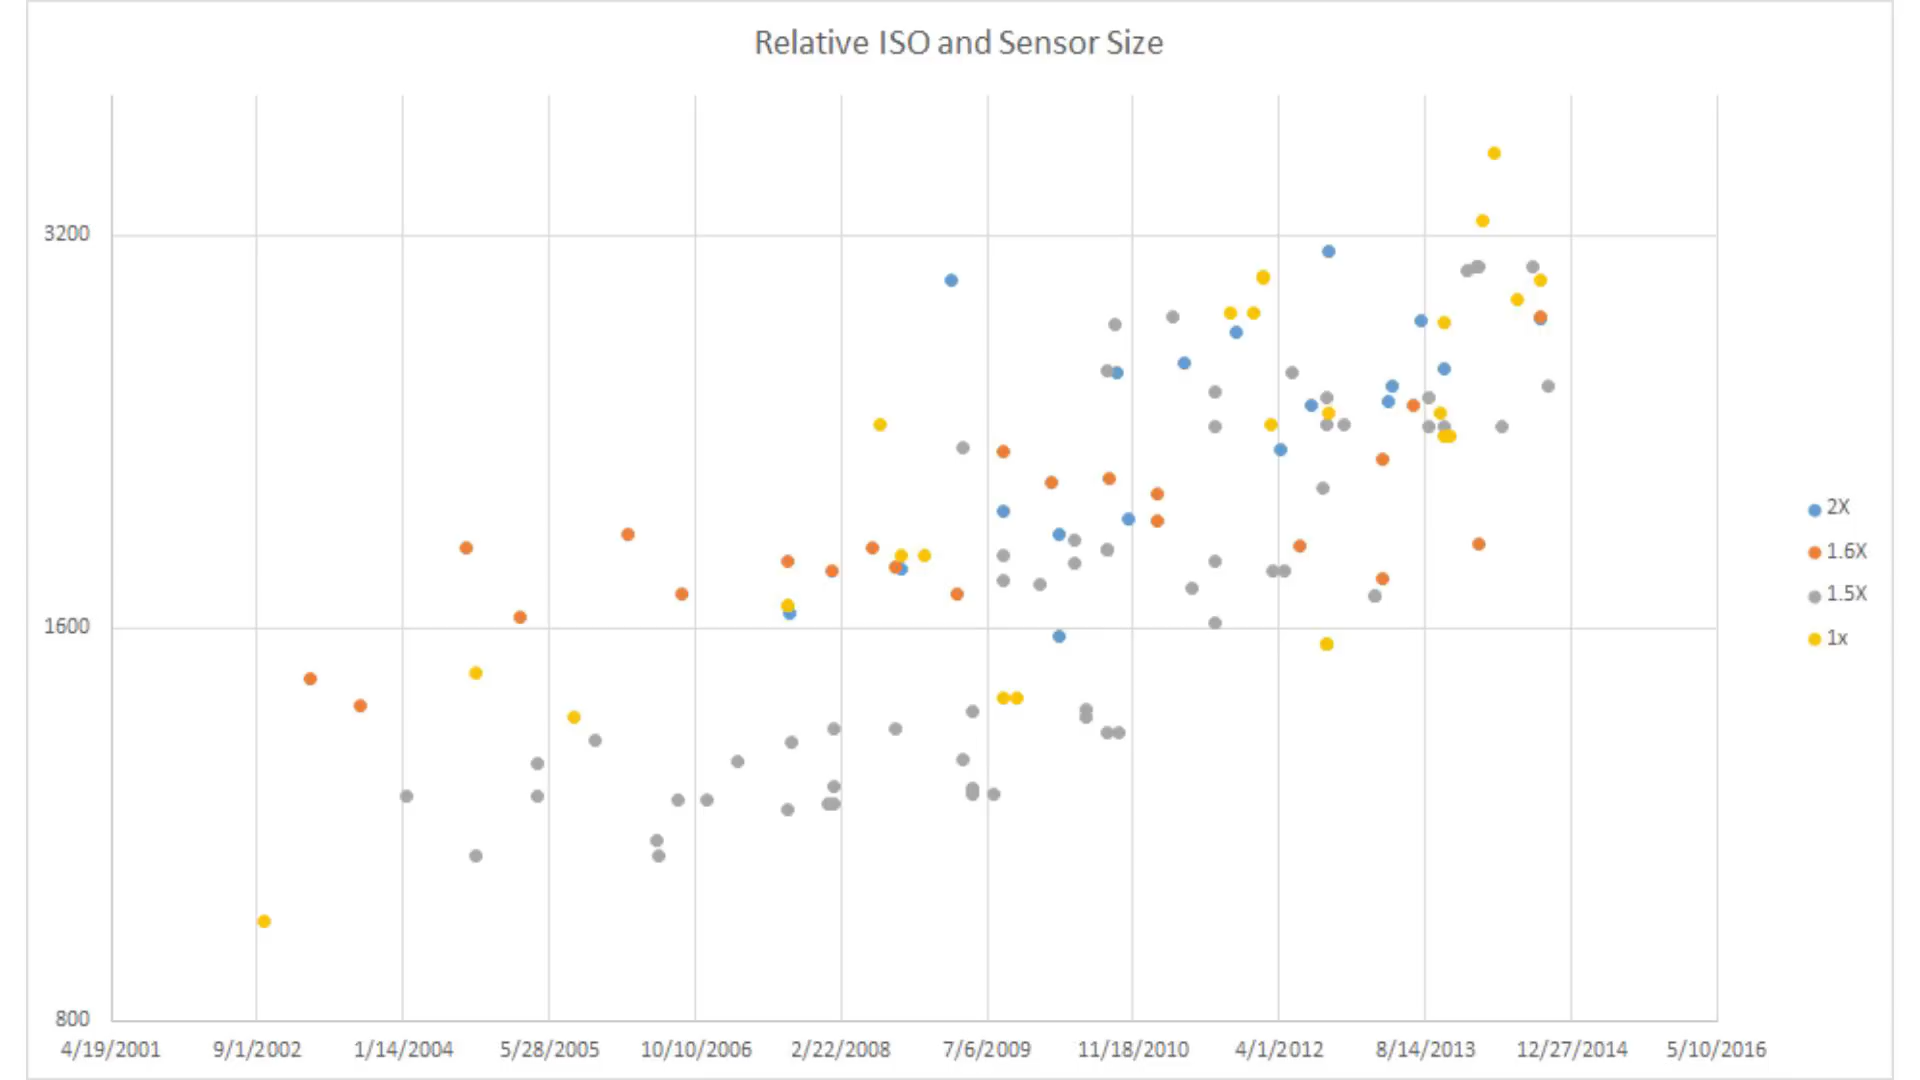 Relative ISO and Sensor Size
3200
1600
800
4/19/2001 9/1/2002 1/14/2004 5/28/2005 10/10/2006 2/22/2008 7/6/2009 11/18/2010 4/1/2012 8/14/2013 12/27/2014 5/10/2016
2X
1.6X
1.5X
1x